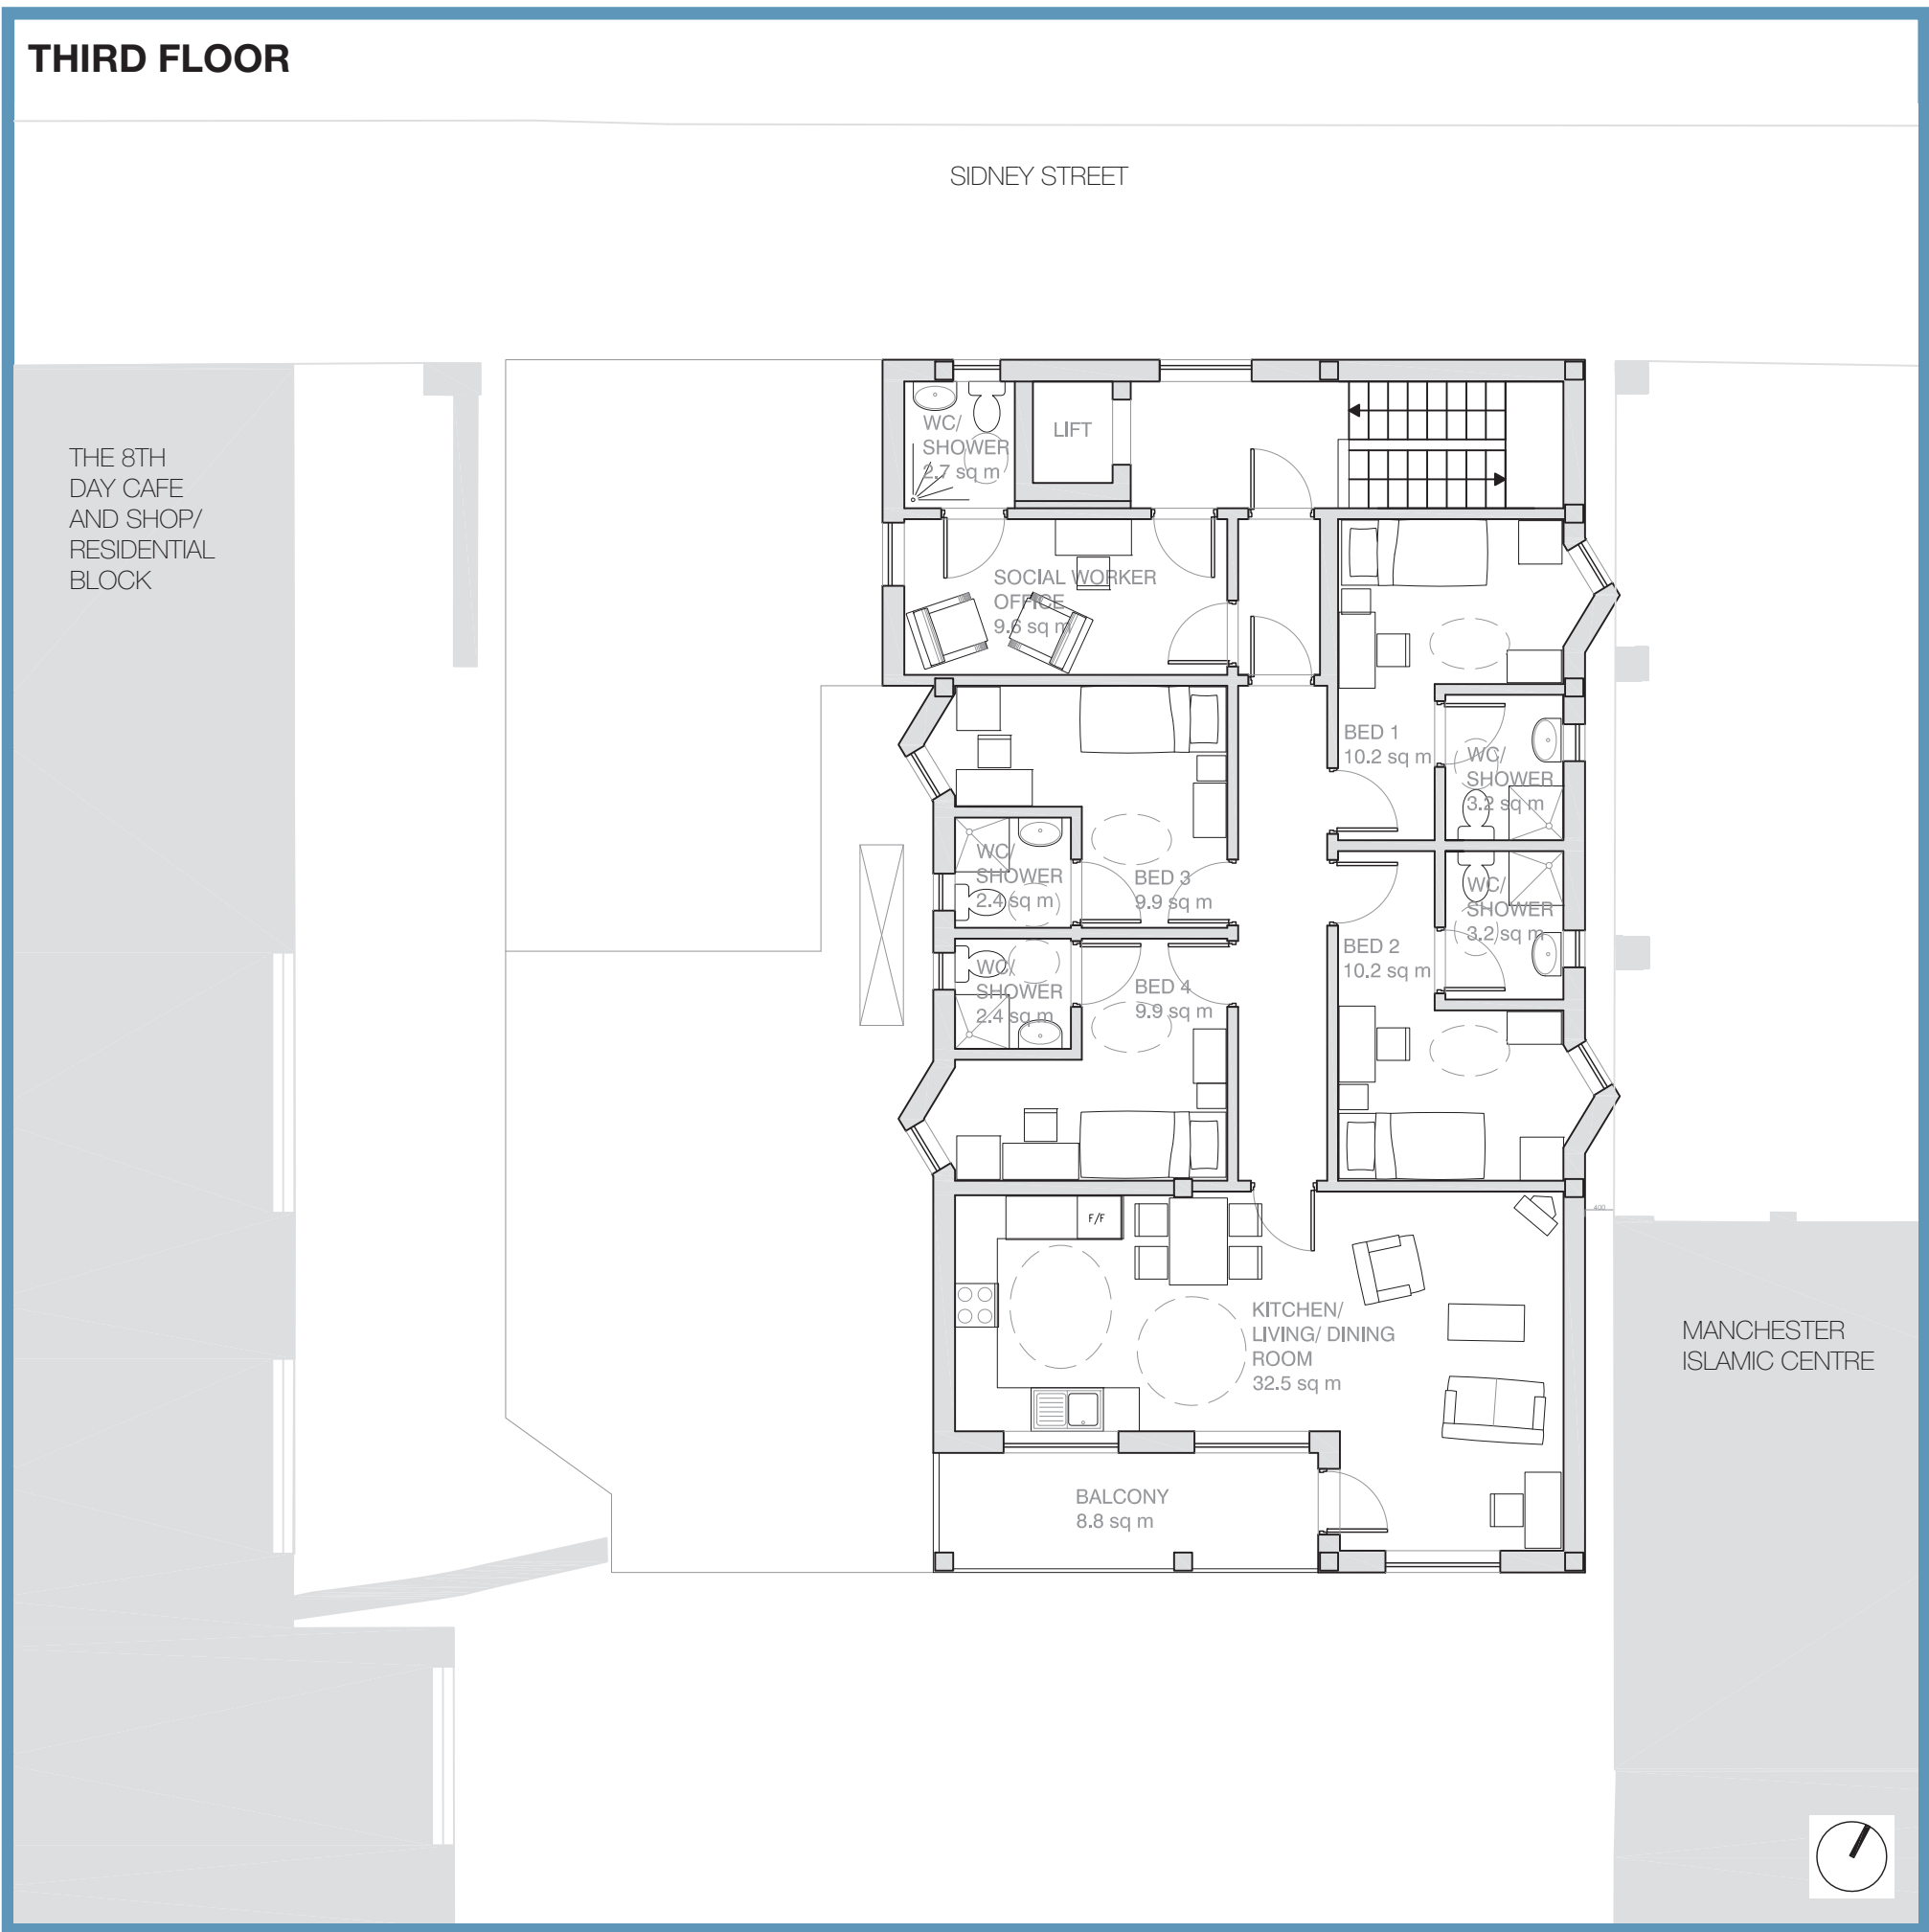 THIRD FLOOR
SIDNEY STREET
THE 8TH
DAY CAFE
AND SHOP/
RESIDENTIAL
BLOCK
WC/
SHOWER
2.7 sq m
LIFT
SOCIAL WORKER
OFFICE
9.6 sq m
BED 1
10.2 sq m
WC/
SHOWER
3.2 sq m
WC/
SHOWER
2.4 sq m
BED 3
9.9 sq m
WC/
SHOWER
3.2 sq m
BED 2
10.2 sq m
WC/
SHOWER
2.4 sq m
BED 4
9.9 sq m
F/F
400
KITCHEN/
LIVING/ DINING
ROOM
32.5 sq m
MANCHESTER
ISLAMIC CENTRE
BALCONY
8.8 sq m